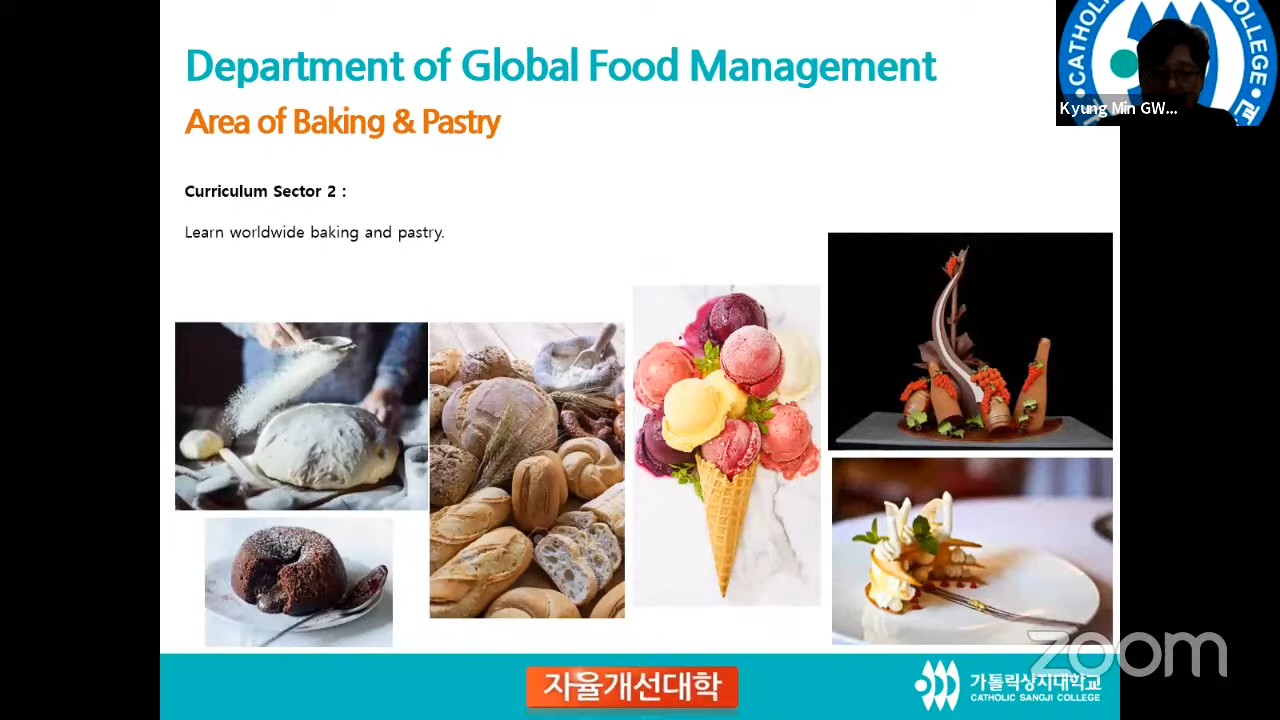 Department of Global Food Management
Area of Baking & Pastry
Curriculum Sector 2 :
Learn worldwide baking and pastry.
CATHOLIC
COLLEGE
Kyung Min GW...
zoom
자율개선대학
가톨릭상지대학교
CATHOLIC SANGJI COLLEGE